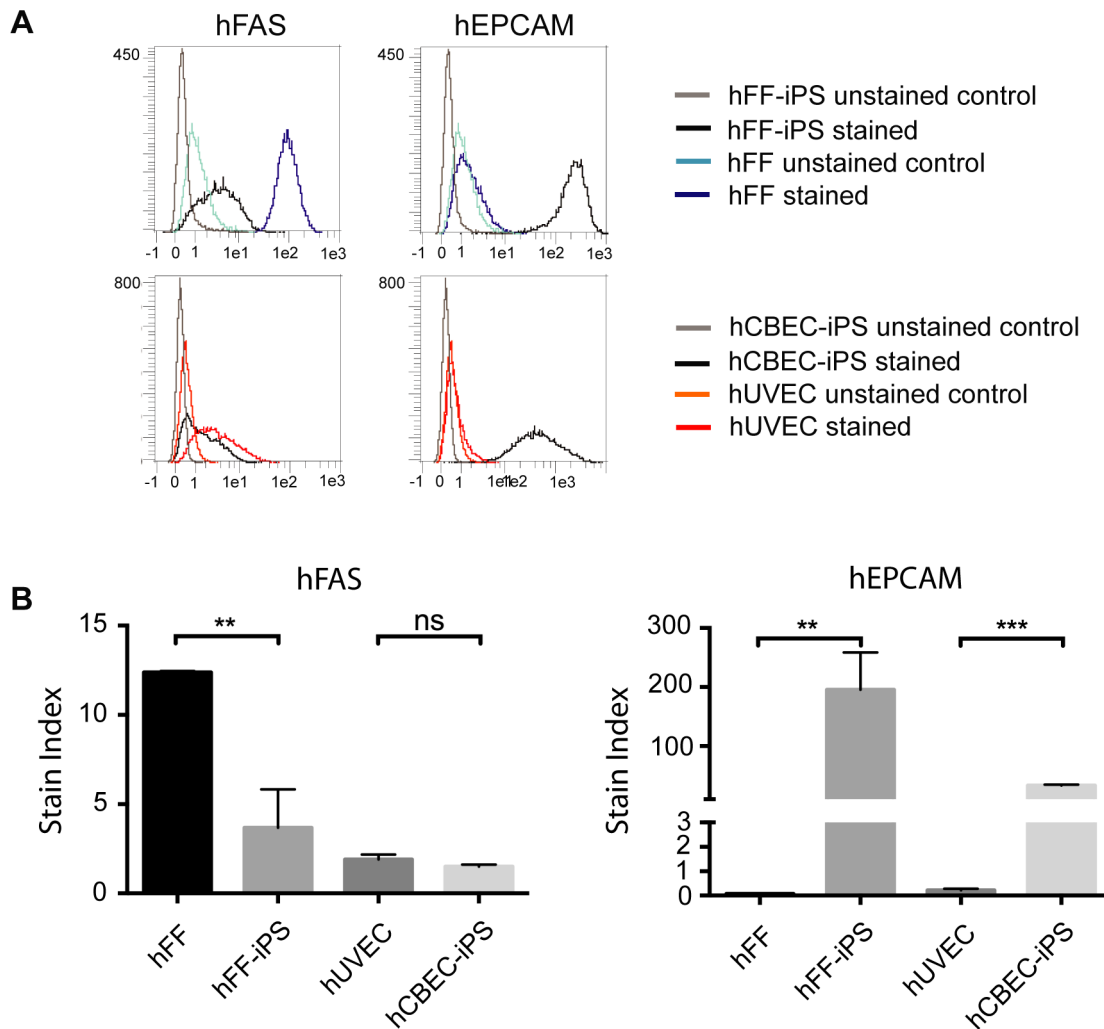 A
hFAS
hEPCAM
450
450
-1 0 1 1e1 1e2 1e3
-1 0 1 1e1 1e2 1e3
hFF-iPS unstained control
hFF-iPS stained
hFF unstained control
hFF stained
800
800
-1 0 1 1e1 1e2 1e3
-1 0 1 1e2 1e3
hCBEC-iPS unstained control
hCBEC-iPS stained
hUVEC unstained control
hUVEC stained
B
hFAS
hEPCAM
Stain Index
15
10
5
0
** ns
hFF
hFF-iPS
hUVEC
hCBEC-iPS
Stain Index
300
200
100
3
2
1
0
** ***
hFF
hFF-iPS
hUVEC
hCBEC-iPS